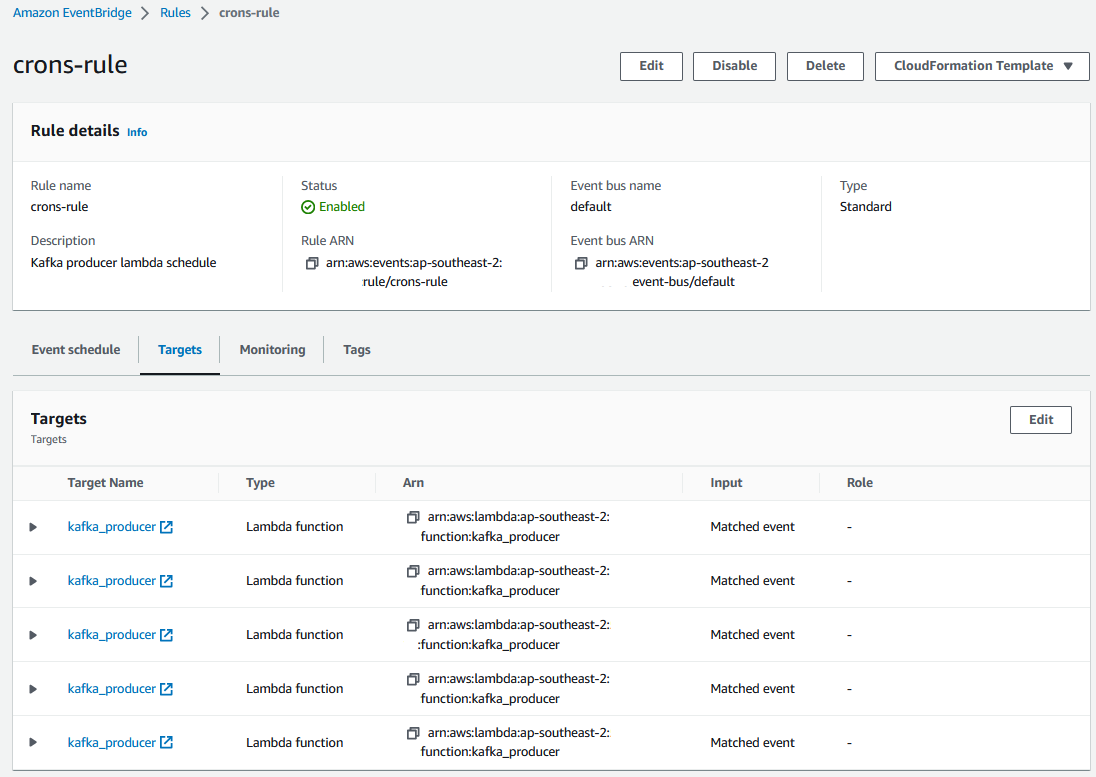 Amazon EventBridge > Rules > crons-rule
crons-rule
Edit
Disable
Delete
CloudFormation Template
Rule details Info
Rule name
crons-rule
Status
Enabled
Event bus name
default
Type
Standard
Description
Kafka producer lambda schedule
Rule ARN
arn:aws:events:ap-southeast-2:
:rule/crons-rule
Event bus ARN
arn:aws:events:ap-southeast-2
event-bus/default
Event schedule
Targets
Monitoring
Tags
Targets
Targets
Edit
Target Name Type Arn Input Role
kafka_producer Lambda function arn:aws:lambda:ap-southeast-2: Matched event -
function:kafka_producer
kafka_producer Lambda function arn:aws:lambda:ap-southeast-2: Matched event -
function:kafka_producer
kafka_producer Lambda function arn:aws:lambda:ap-southeast-2: Matched event -
:function:kafka_producer
kafka_producer Lambda function arn:aws:lambda:ap-southeast-2: Matched event -
function:kafka_producer
kafka_producer Lambda function arn:aws:lambda:ap-southeast-2: Matched event -
function:kafka_producer